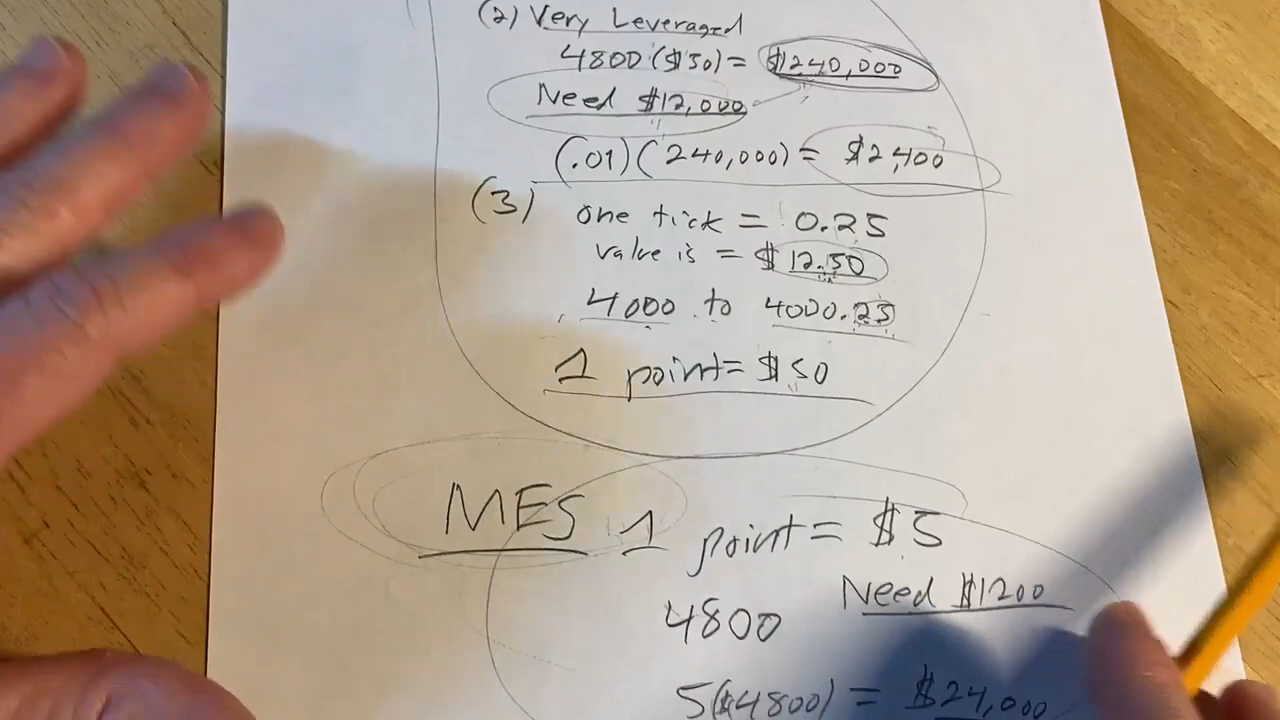 (2) Very Leveraged
4800 ($50) = $240,000
Need $12,000
(.01)(240,000) = $2,400
(3) one tick = 0.25
value is = $12.50
4000 to 4000.25
1 point = $50
MES 1 point = $5
Need $1200
4800
5($4800) = $24,000